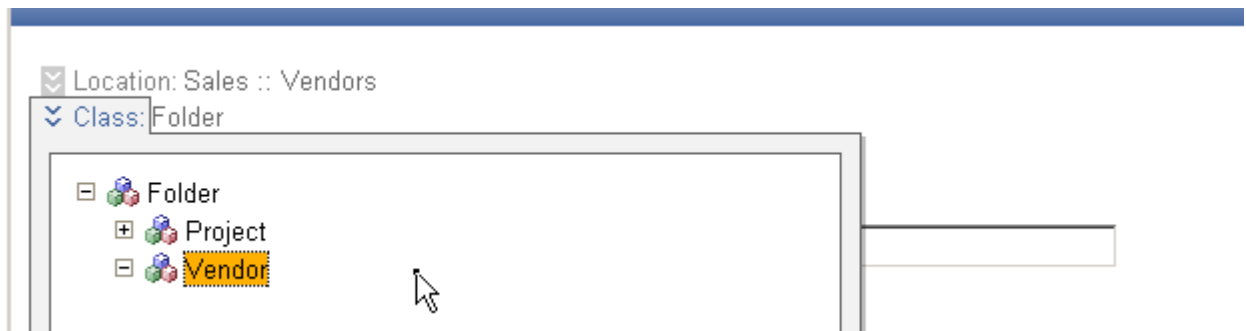 Location: Sales :: Vendors
Class: Folder
Folder
Project
Vendor